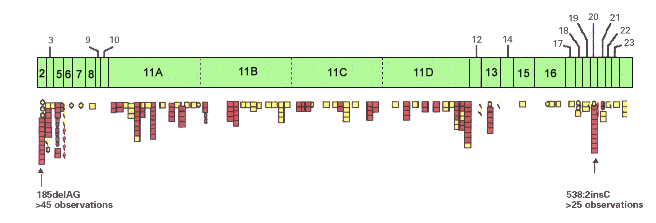 19 20 21
18 22
3 9 10 12 14 17 23
2 5 6 7 8 11A 11B 11C 11D 13 15 16
185delAG
>45 observations
538:2insC
>25 observations